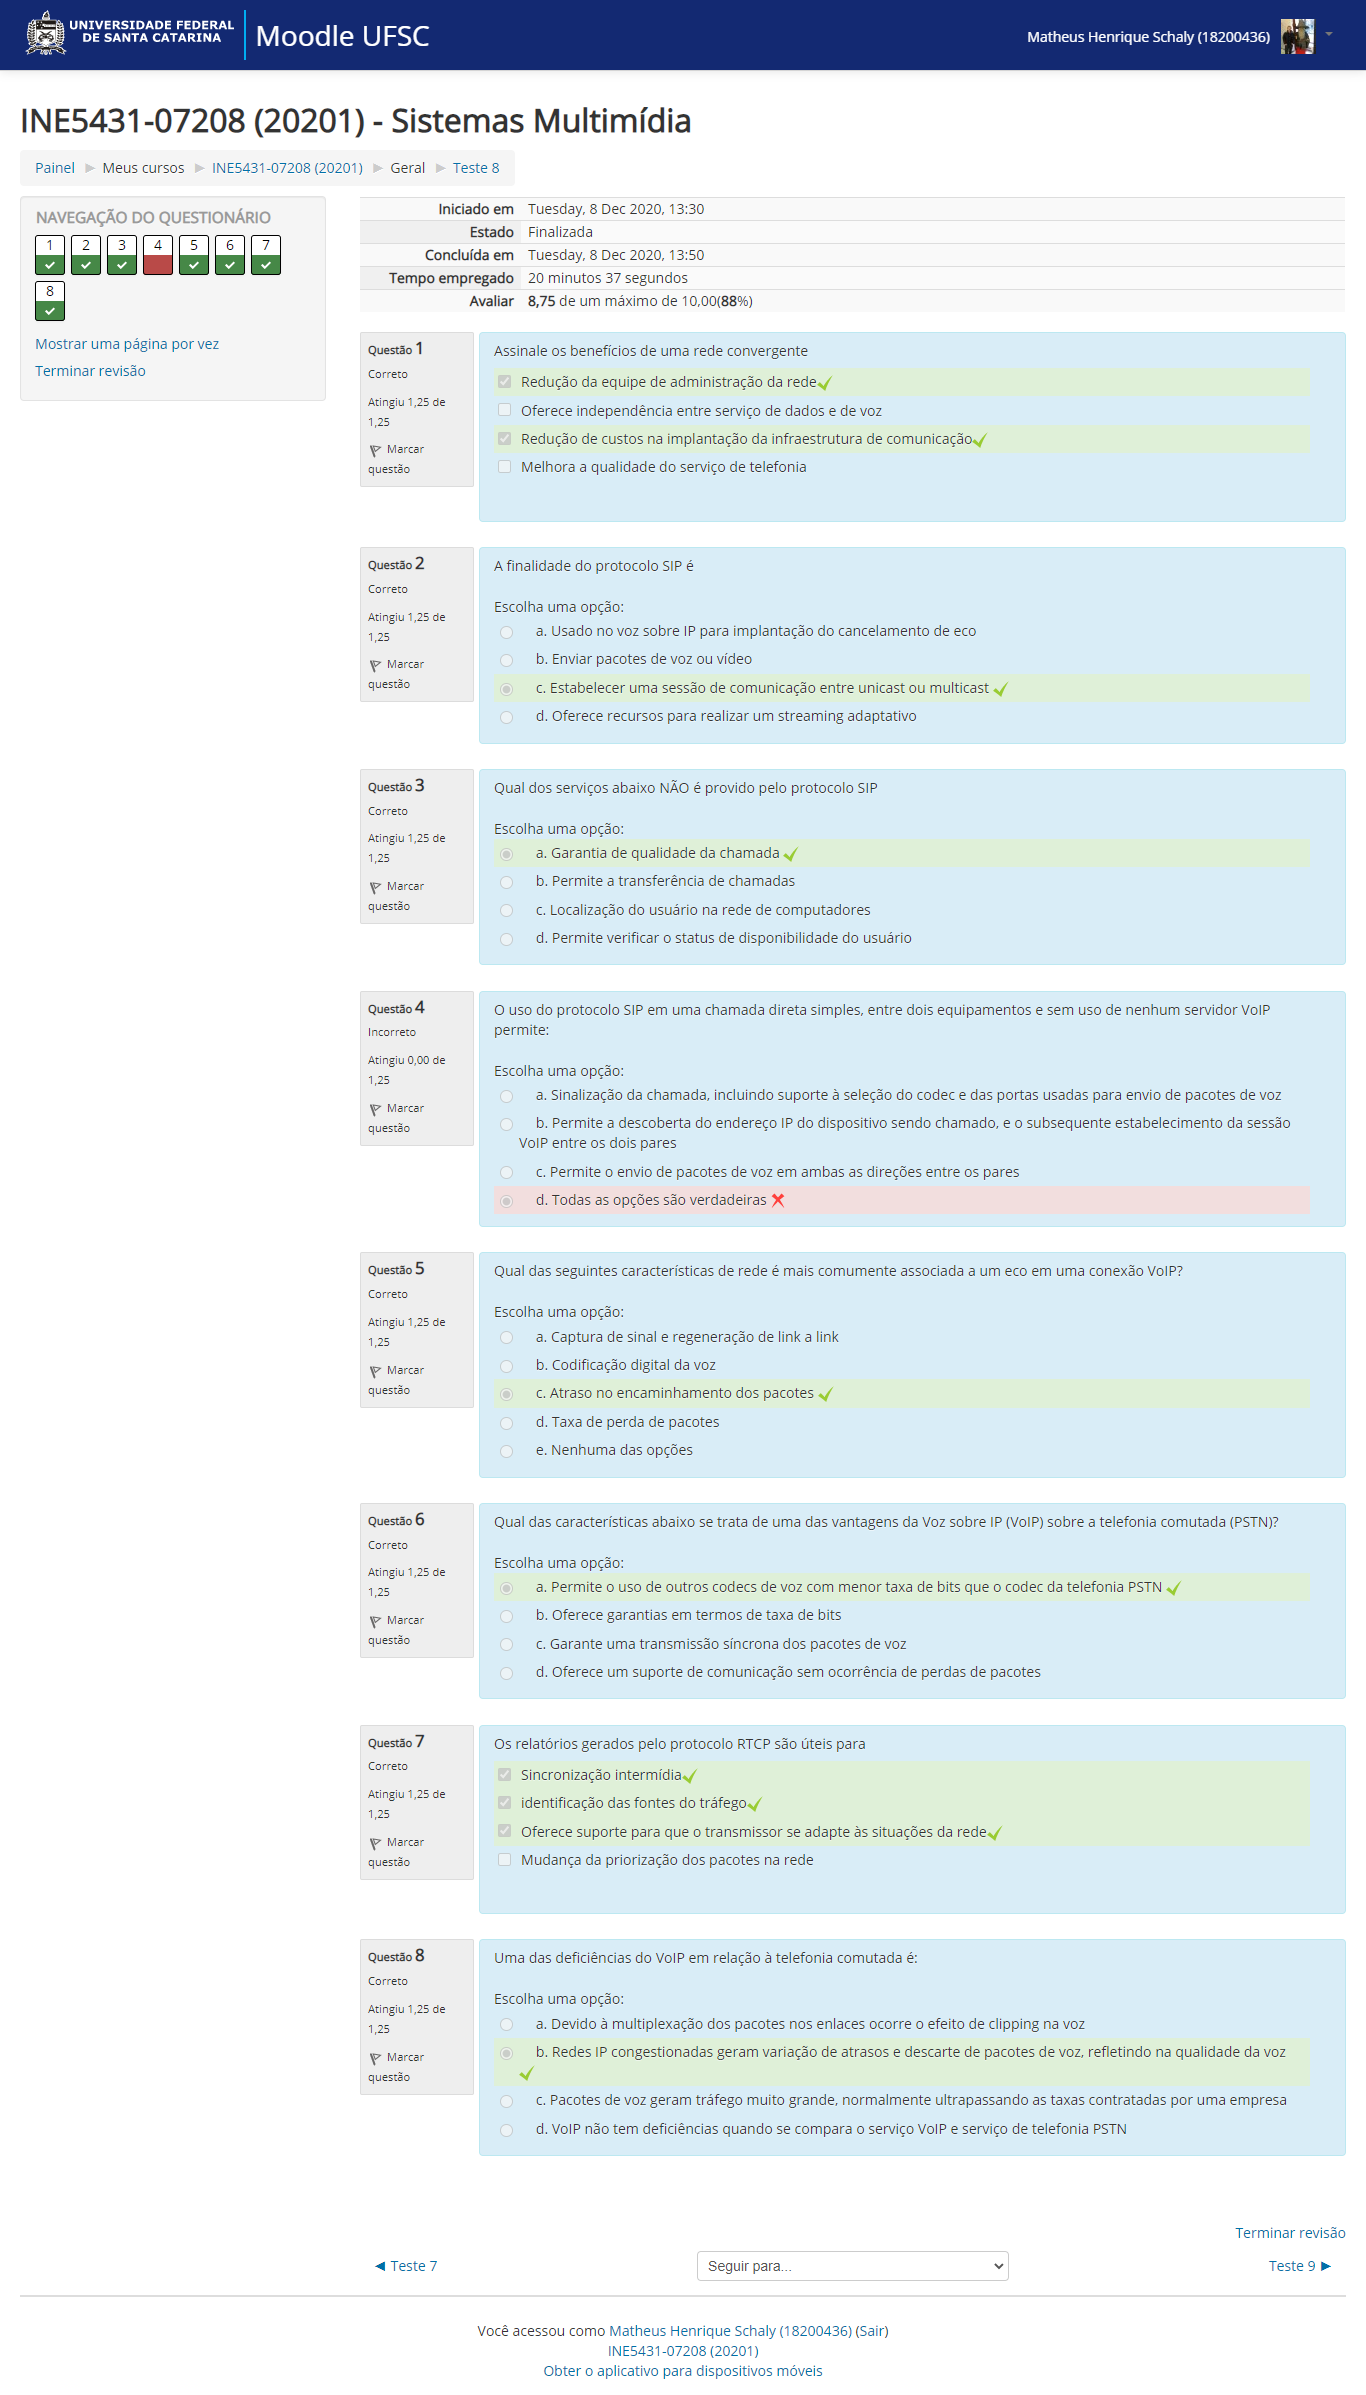 UNIVERSIDADE FEDERAL
DE SANTA CATARINA
Moodle UFSC
Matheus Henrique Schaly (18200436)
INE5431-07208 (20201) - Sistemas Multimídia
Painel ► Meus cursos ► INE5431-07208 (20201) ► Geral ► Teste 8
NAVEGAÇÃO DO QUESTIONÁRIO
1 2 3 4 5 6 7
8
Mostrar uma página por vez
Terminar revisão
Iniciado em Tuesday, 8 Dec 2020, 13:30
Estado Finalizada
Concluída em Tuesday, 8 Dec 2020, 13:50
Tempo empregado 20 minutos 37 segundos
Avaliar 8,75 de um máximo de 10,00(88%)
Questão 1
Correto
Atingiu 1,25 de
1,25
Marcar
questão
Assinale os benefícios de uma rede convergente
Redução da equipe de administração da rede
Oferece independência entre serviço de dados e de voz
Redução de custos na implantação da infraestrutura de comunicação
Melhora a qualidade do serviço de telefonia
Questão 2
Correto
Atingiu 1,25 de
1,25
Marcar
questão
A finalidade do protocolo SIP é
Escolha uma opção:
a. Usado no voz sobre IP para implantação do cancelamento de eco
b. Enviar pacotes de voz ou vídeo
c. Estabelecer uma sessão de comunicação entre unicast ou multicast
d. Oferece recursos para realizar um streaming adaptativo
Questão 3
Correto
Atingiu 1,25 de
1,25
Marcar
questão
Qual dos serviços abaixo NÃO é provido pelo protocolo SIP
Escolha uma opção:
a. Garantia de qualidade da chamada
b. Permite a transferência de chamadas
c. Localização do usuário na rede de computadores
d. Permite verificar o status de disponibilidade do usuário
Questão 4
Incorreto
Atingiu 0,00 de
1,25
Marcar
questão
O uso do protocolo SIP em uma chamada direta simples, entre dois equipamentos e sem uso de nenhum servidor VoIP
permite:
Escolha uma opção:
a. Sinalização da chamada, incluindo suporte à seleção do codec e das portas usadas para envio de pacotes de voz
b. Permite a descoberta do endereço IP do dispositivo sendo chamado, e o subsequente estabelecimento da sessão
VoIP entre os dois pares
c. Permite o envio de pacotes de voz em ambas as direções entre os pares
d. Todas as opções são verdadeiras
Questão 5
Correto
Atingiu 1,25 de
1,25
Marcar
questão
Qual das seguintes características de rede é mais comumente associada a um eco em uma conexão VoIP?
Escolha uma opção:
a. Captura de sinal e regeneração de link a link
b. Codificação digital da voz
c. Atraso no encaminhamento dos pacotes
d. Taxa de perda de pacotes
e. Nenhuma das opções
Questão 6
Correto
Atingiu 1,25 de
1,25
Marcar
questão
Qual das características abaixo se trata de uma das vantagens da Voz sobre IP (VoIP) sobre a telefonia comutada (PSTN)?
Escolha uma opção:
a. Permite o uso de outros codecs de voz com menor taxa de bits que o codec da telefonia PSTN
b. Oferece garantias em termos de taxa de bits
c. Garante uma transmissão síncrona dos pacotes de voz
d. Oferece um suporte de comunicação sem ocorrência de perdas de pacotes
Questão 7
Correto
Atingiu 1,25 de
1,25
Marcar
questão
Os relatórios gerados pelo protocolo RTCP são úteis para
Sincronização intermídia
identificação das fontes do tráfego
Oferece suporte para que o transmissor se adapte às situações da rede
Mudança da priorização dos pacotes na rede
Questão 8
Correto
Atingiu 1,25 de
1,25
Marcar
questão
Uma das deficiências do VoIP em relação à telefonia comutada é:
Escolha uma opção:
a. Devido à multiplexação dos pacotes nos enlaces ocorre o efeito de clipping na voz
b. Redes IP congestionadas geram variação de atrasos e descarte de pacotes de voz, refletindo na qualidade da voz
c. Pacotes de voz geram tráfego muito grande, normalmente ultrapassando as taxas contratadas por uma empresa
d. VoIP não tem deficiências quando se compara o serviço VoIP e serviço de telefonia PSTN
Terminar revisão
◄ Teste 7
Seguir para...
Teste 9 ►
Você acessou como Matheus Henrique Schaly (18200436) (Sair)
INE5431-07208 (20201)
Obter o aplicativo para dispositivos móveis